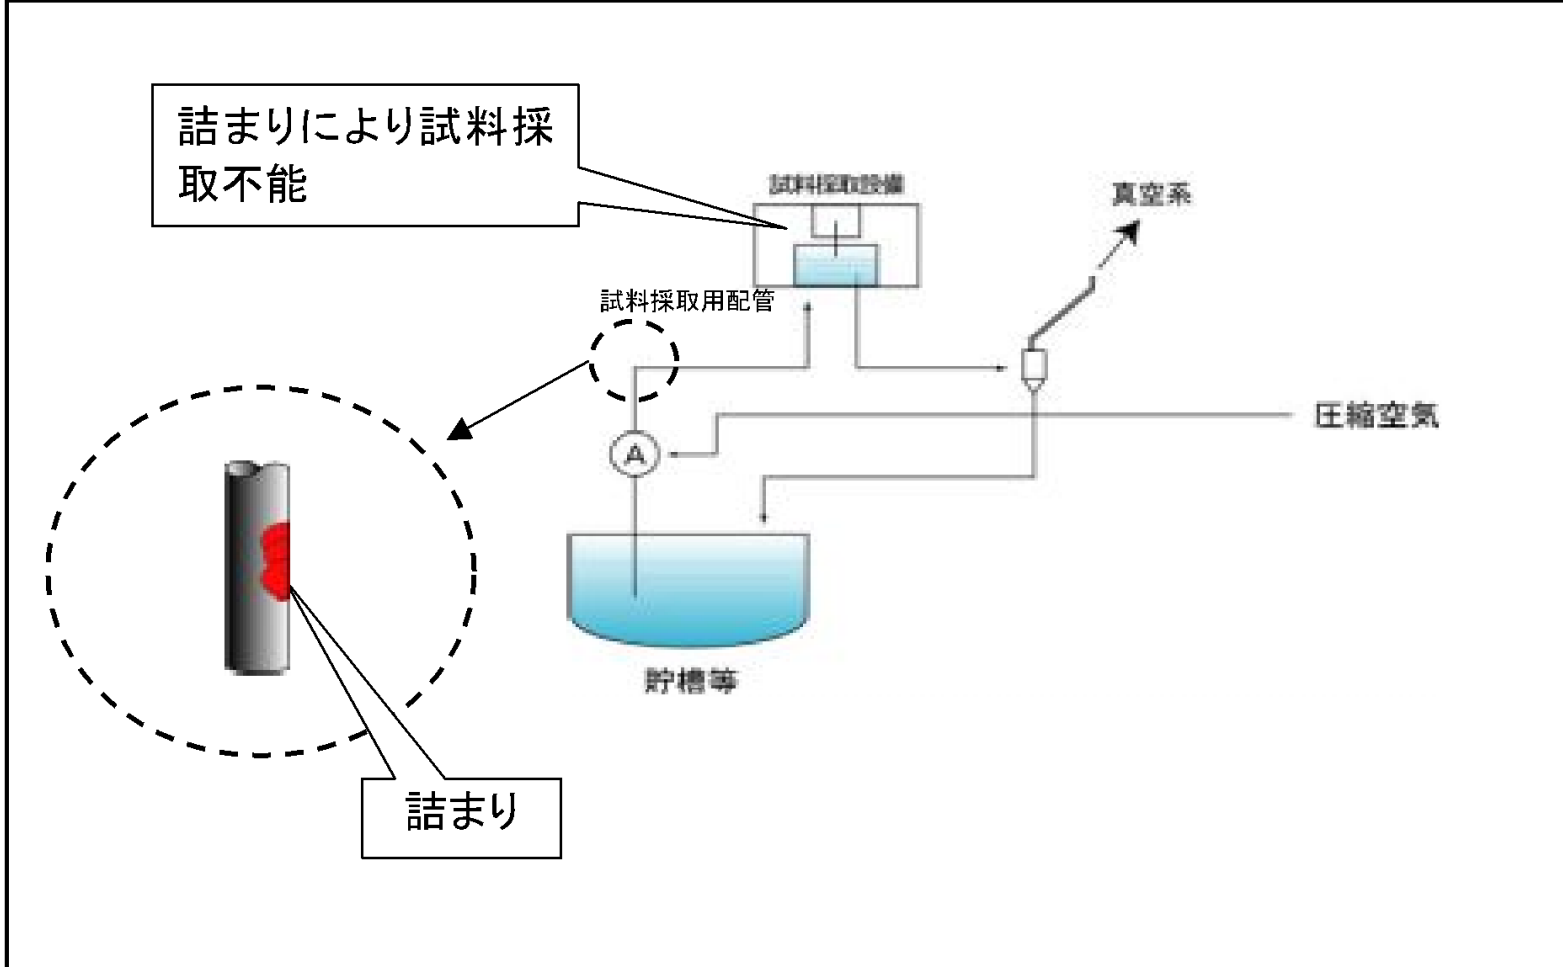 詰まりにより試料採
取不能
試料採取設備
真空系
試料採取用配管
圧縮空気
A
貯槽等
詰まり